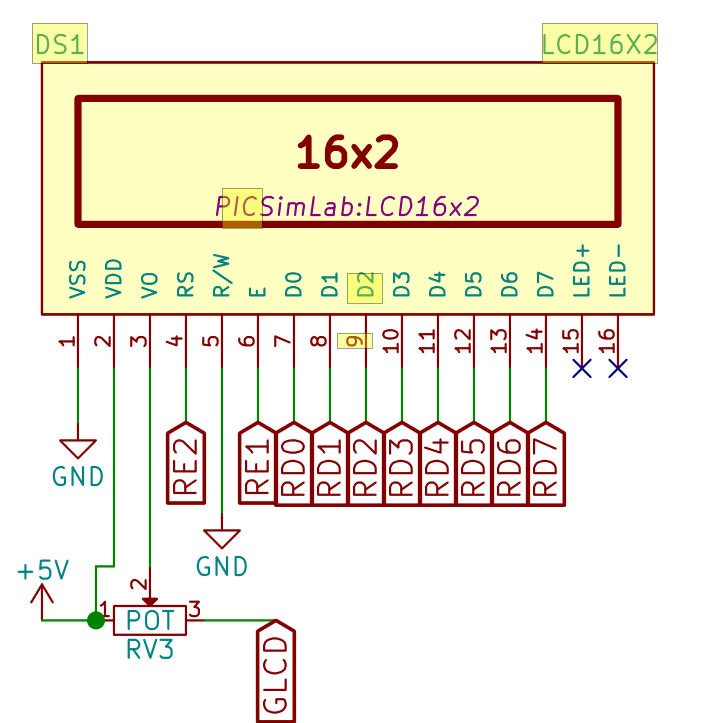 DS1 LCD16X2
16x2
PICSimLab:LCD16x2
VSS VDD VO RS R/W E D0 D1 D2 D3 D4 D5 D6 D7 LED+ LED-
1 2 3 4 5 6 7 8 9 10 11 12 13 14 15 16
RE2 RE1 RD0 RD1 RD2 RD3 RD4 RD5 RD6 RD7
GND
GND
+5V 2
1 POT 3
RV3
GLCD